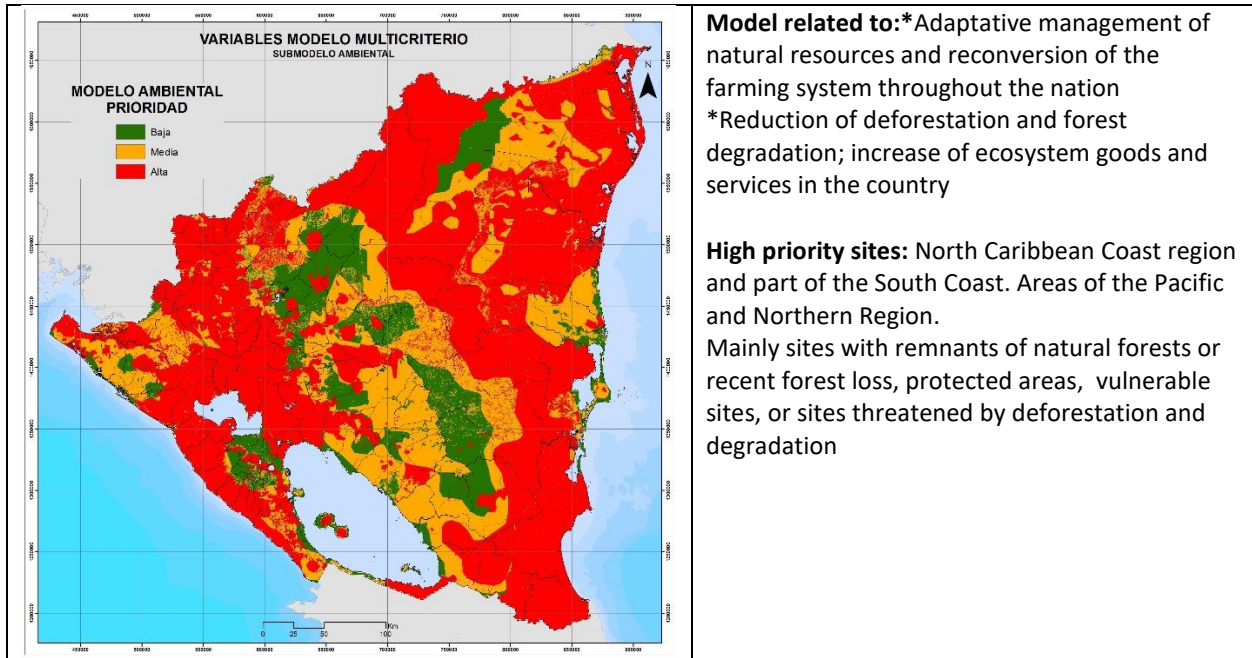 VARIABLES MODELO MULTICRITERIO
SUBMODELO AMBIENTAL
MODELO AMBIENTAL
PRIORIDAD
Baja
Media
Alta
N
0 25 50 100
Km
Model related to:*Adaptative management of
natural resources and reconversion of the
farming system throughout the nation
*Reduction of deforestation and forest
degradation; increase of ecosystem goods and
services in the country
High priority sites: North Caribbean Coast region
and part of the South Coast. Areas of the Pacific
and Northern Region.
Mainly sites with remnants of natural forests or
recent forest loss, protected areas,  vulnerable
sites, or sites threatened by deforestation and
degradation